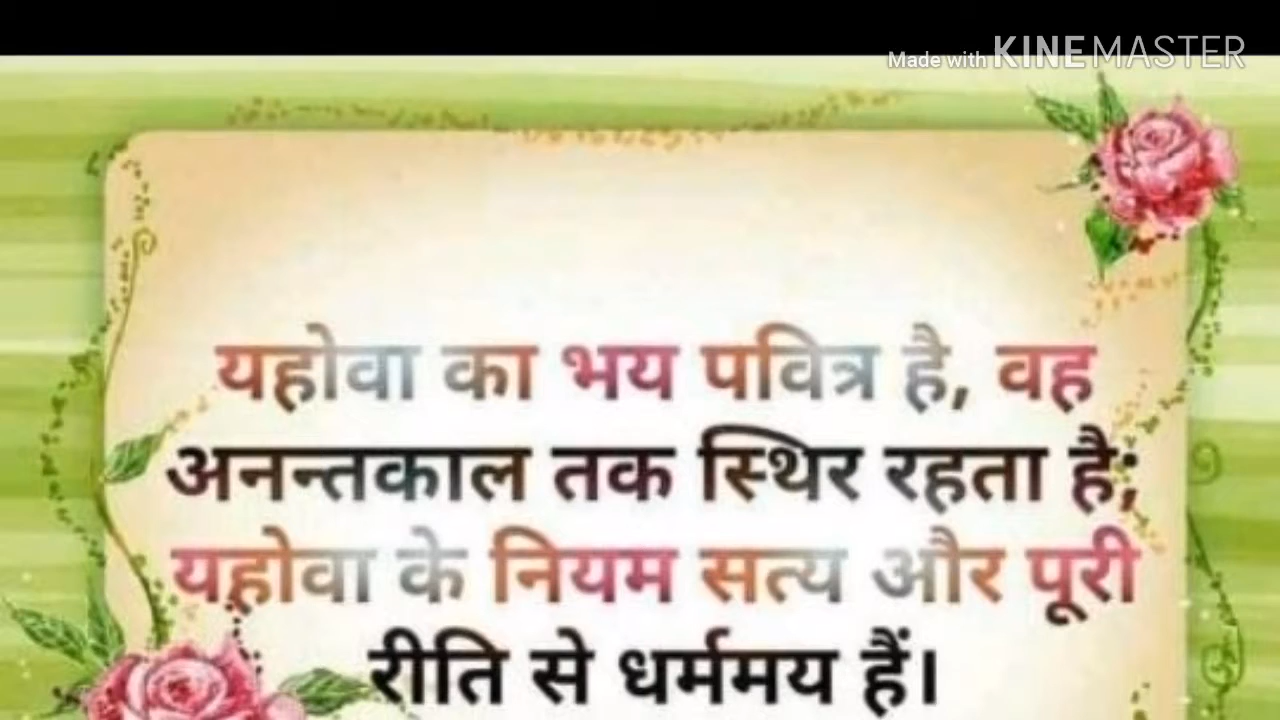 Made with KINEMASTER
यहोवा का भय पवित्र है, वह
अनन्तकाल तक स्थिर रहता है;
यहोवा के नियम सत्य और पूरी
रीति से धर्ममय हैं।